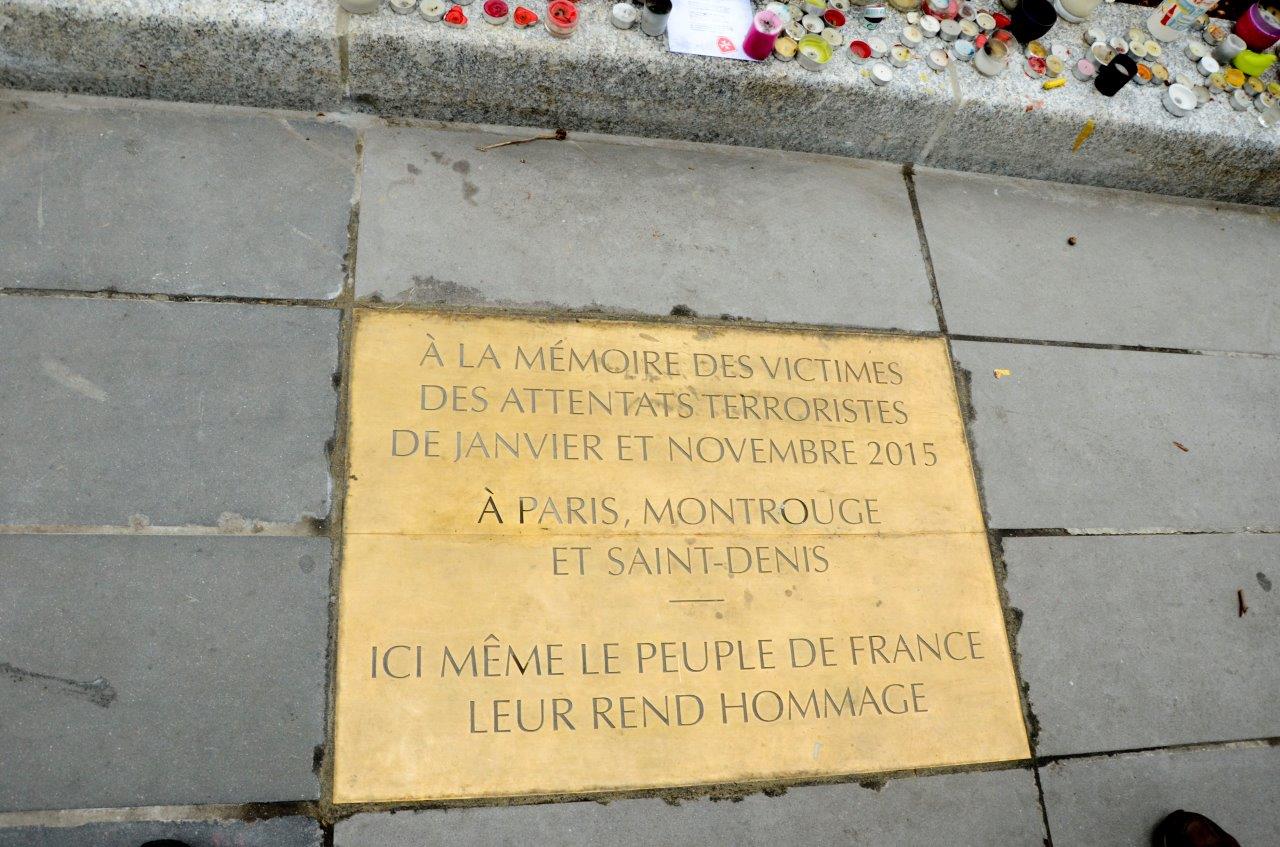 À LA MÉMOIRE DES VICTIMES
DES ATTENTATS TERRORISTES
DE JANVIER ET NOVEMBRE 2015
À PARIS, MONTROUGE
ET SAINT-DENIS
ICI MÊME LE PEUPLE DE FRANCE
LEUR REND HOMMAGE